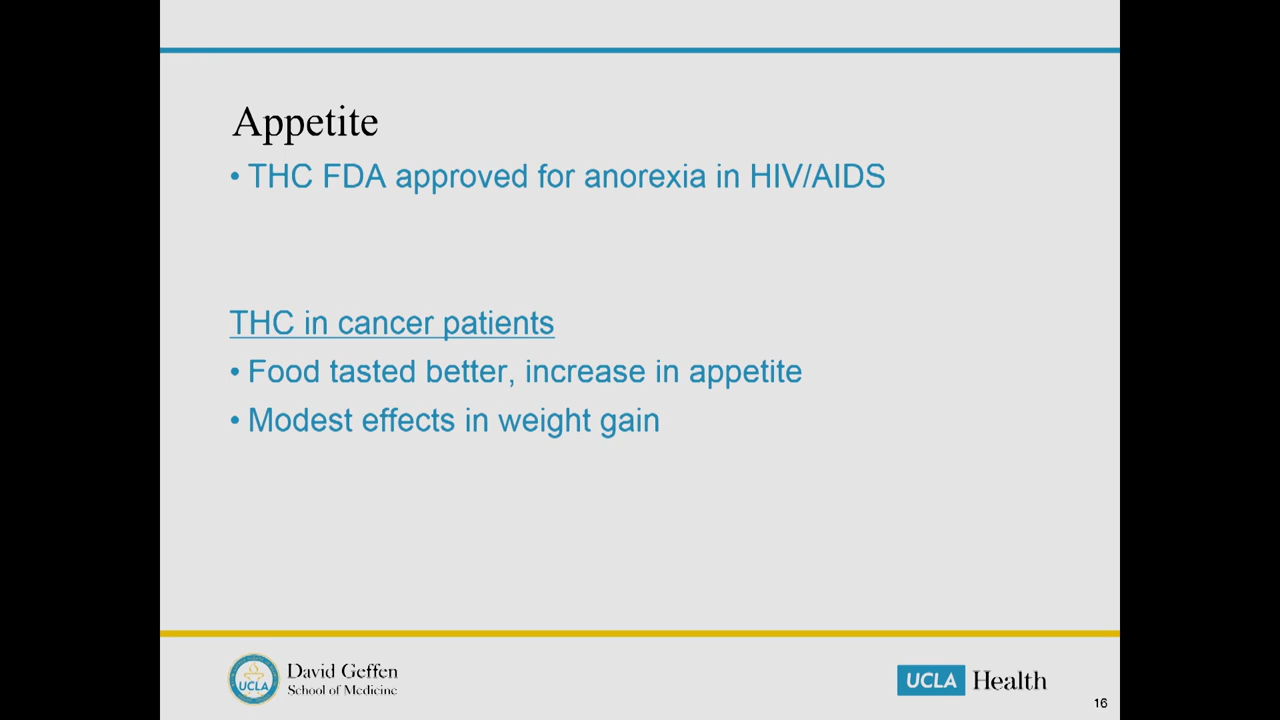 Appetite
• THC FDA approved for anorexia in HIV/AIDS
THC in cancer patients
• Food tasted better, increase in appetite
• Modest effects in weight gain
UCLA
David Geffen
School of Medicine
UCLA Health
16